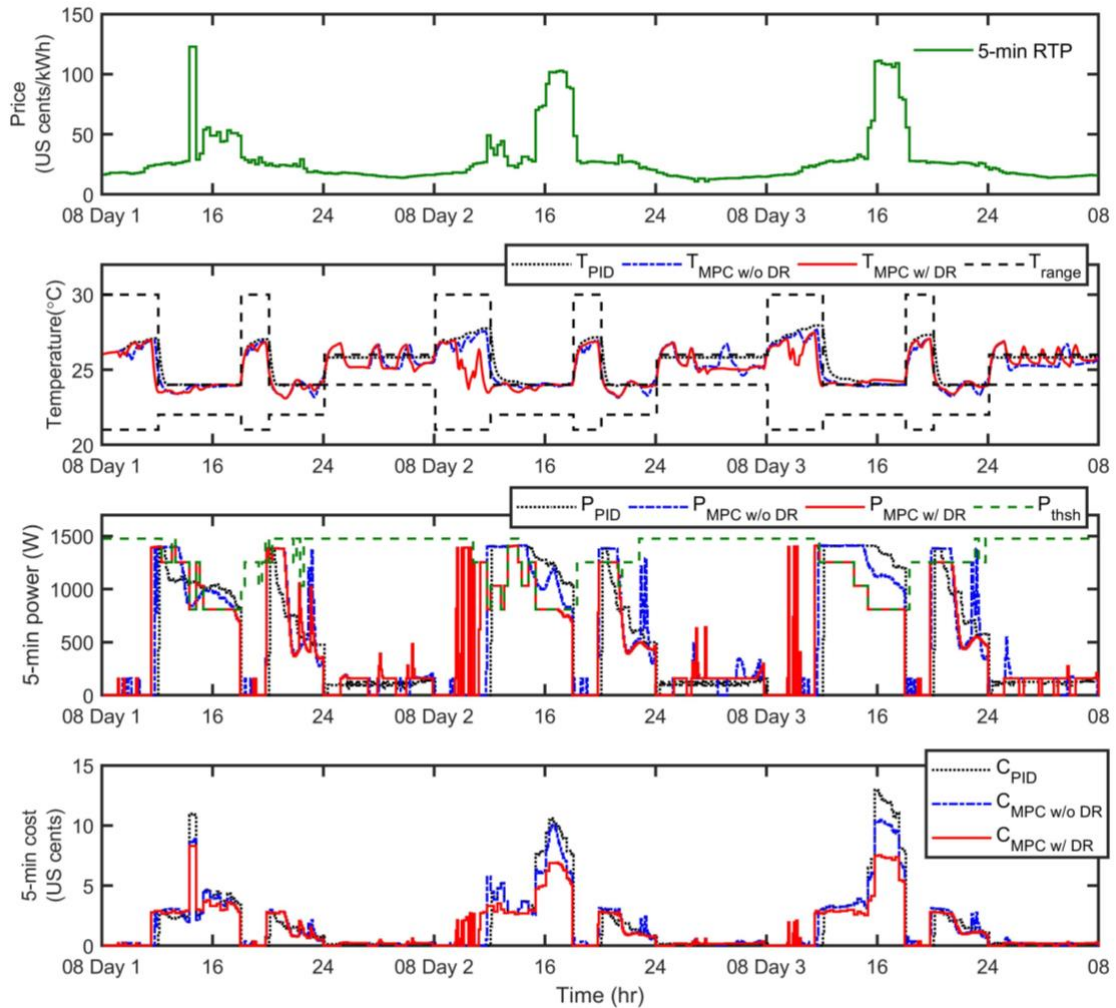 150
100
50
0
Price
(US cents/kWh)
5-min RTP
08 Day 1 16 24 08 Day 2 16 24 08 Day 3 16 24 08
T_PID T_MPC w/o DR T_MPC w/ DR T_range
30
25
20
Temperature(°C)
08 Day 1 16 24 08 Day 2 16 24 08 Day 3 16 24 08
P_PID P_MPC w/o DR P_MPC w/ DR P_thsh
1500
1000
500
0
5-min power (W)
08 Day 1 16 24 08 Day 2 16 24 08 Day 3 16 24 08
15
10
5
0
5-min cost
(US cents)
C_PID
C_MPC w/o DR
C_MPC w/ DR
08 Day 1 16 24 08 Day 2 16 24 08 Day 3 16 24 08
Time (hr)